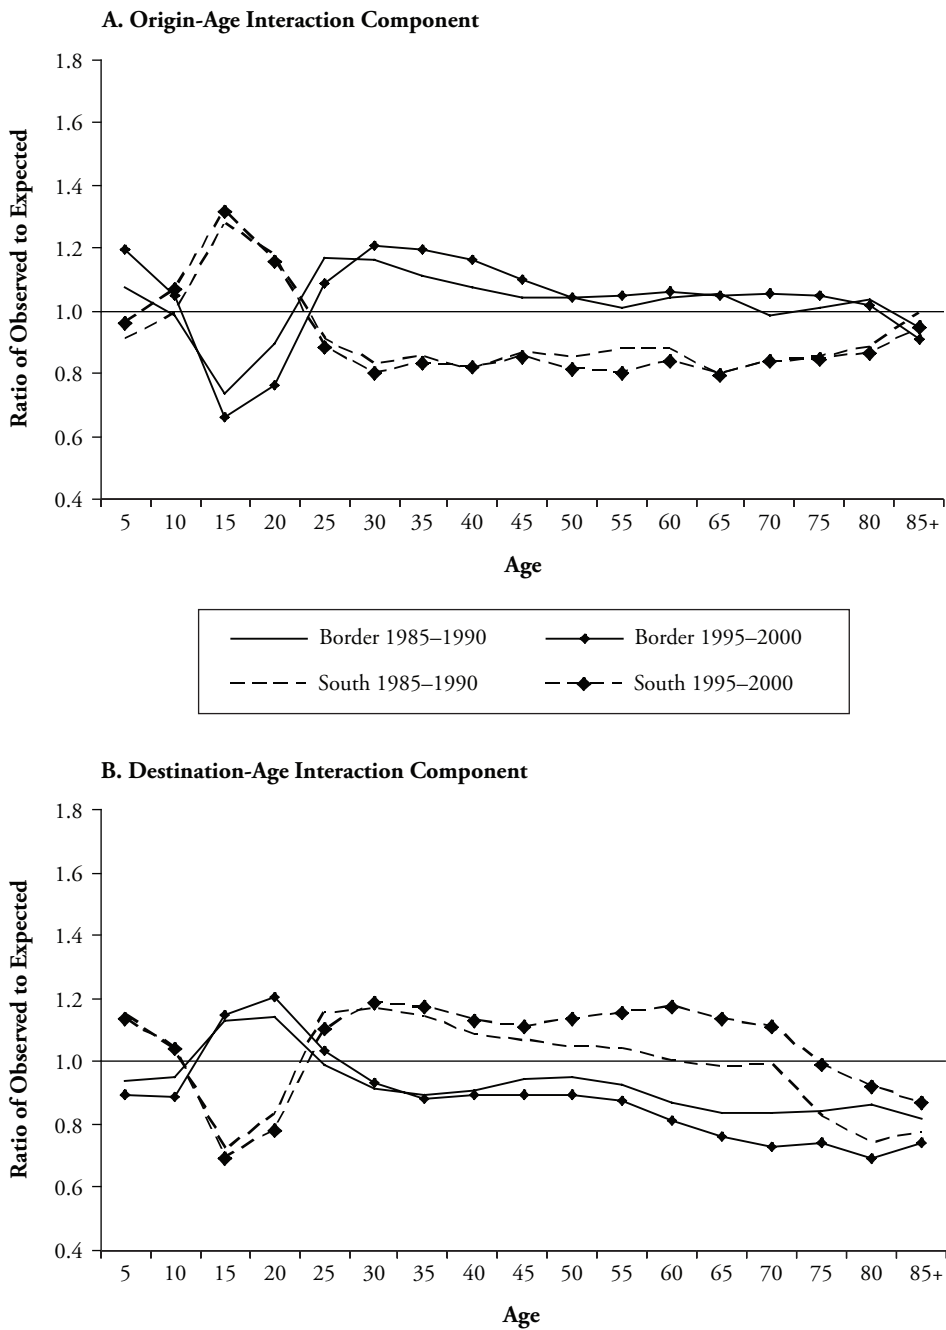 A. Origin-Age Interaction Component
Ratio of Observed to Expected
1.8
1.6
1.4
1.2
1.0
0.8
0.6
0.4
5 10 15 20 25 30 35 40 45 50 55 60 65 70 75 80 85+
Age
Border 1985–1990 Border 1995–2000
South 1985–1990 South 1995–2000
B. Destination-Age Interaction Component
Ratio of Observed to Expected
1.8
1.6
1.4
1.2
1.0
0.8
0.6
0.4
5 10 15 20 25 30 35 40 45 50 55 60 65 70 75 80 85+
Age